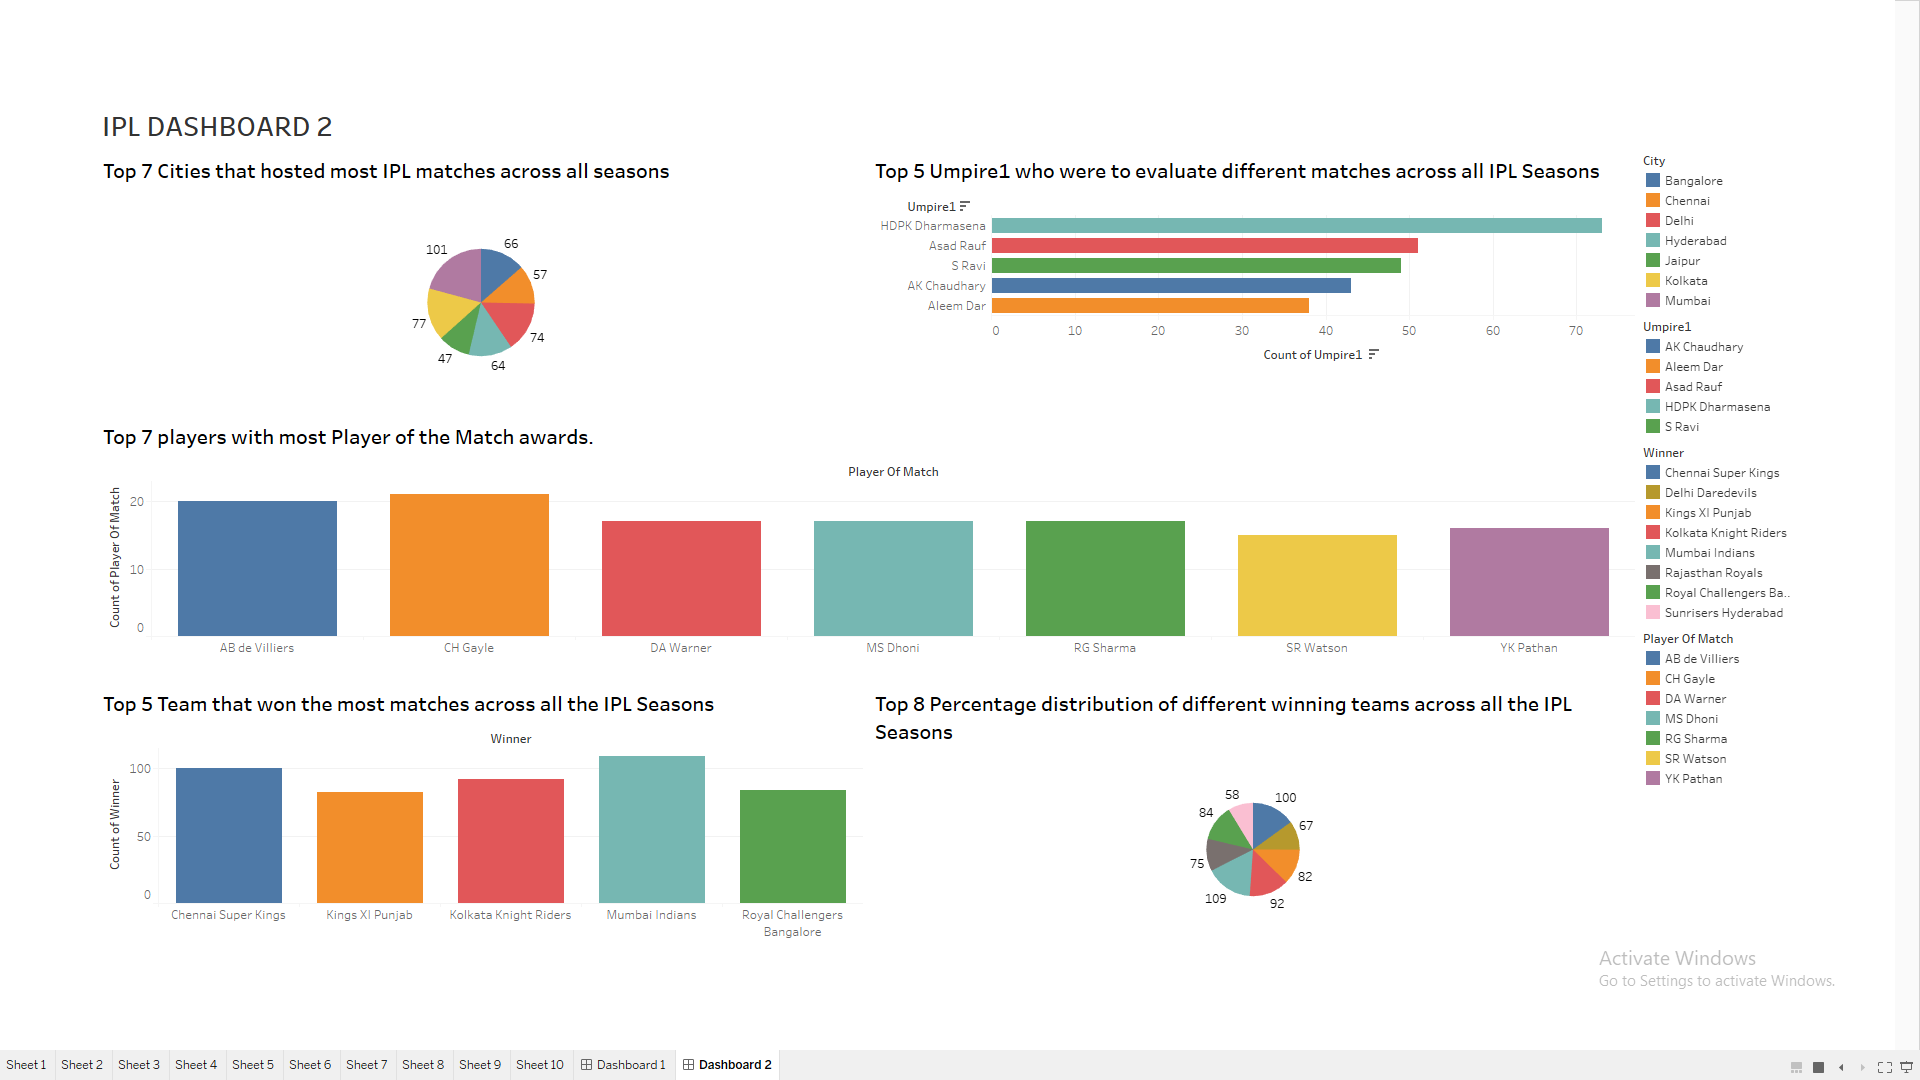 IPL DASHBOARD 2
Top 7 Cities that hosted most IPL matches across all seasons
66
57
74
64
47
77
101
Top 5 Umpire1 who were to evaluate different matches across all IPL Seasons
Umpire1
HDPK Dharmasena
Asad Rauf
S Ravi
AK Chaudhary
Aleem Dar
0 10 20 30 40 50 60 70
Count of Umpire1
Top 7 players with most Player of the Match awards.
Player Of Match
Count of Player Of Match
20
10
0
AB de Villiers CH Gayle DA Warner MS Dhoni RG Sharma SR Watson YK Pathan
Top 5 Team that won the most matches across all the IPL Seasons
Winner
Count of Winner
100
50
0
Chennai Super Kings Kings XI Punjab Kolkata Knight Riders Mumbai Indians Royal Challengers
Bangalore
Top 8 Percentage distribution of different winning teams across all the IPL
Seasons
100
67
82
92
109
75
84
58
City
Bangalore
Chennai
Delhi
Hyderabad
Jaipur
Kolkata
Mumbai
Umpire1
AK Chaudhary
Aleem Dar
Asad Rauf
HDPK Dharmasena
S Ravi
Winner
Chennai Super Kings
Delhi Daredevils
Kings XI Punjab
Kolkata Knight Riders
Mumbai Indians
Rajasthan Royals
Royal Challengers Ba..
Sunrisers Hyderabad
Player Of Match
AB de Villiers
CH Gayle
DA Warner
MS Dhoni
RG Sharma
SR Watson
YK Pathan
Activate Windows
Go to Settings to activate Windows.
Sheet 1 Sheet 2 Sheet 3 Sheet 4 Sheet 5 Sheet 6 Sheet 7 Sheet 8 Sheet 9 Sheet 10 Dashboard 1 Dashboard 2